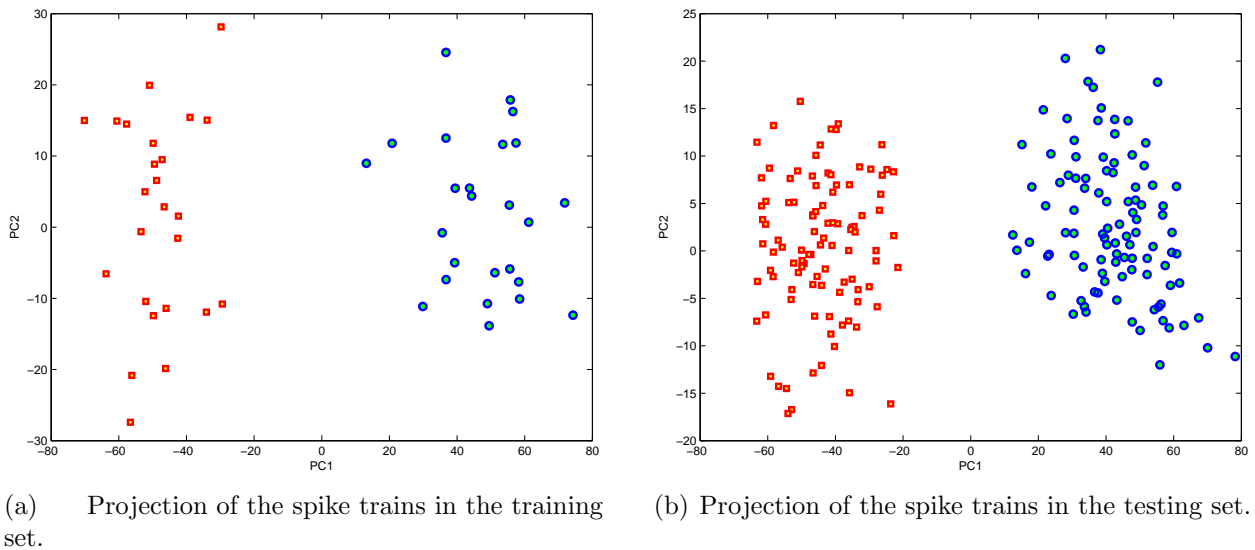 30
20
10
0
−10
−20
−30
PC2
−80 −60 −40 −20 0 20 40 60 80
PC1
25
20
15
10
5
0
−5
−10
−15
−20
PC2
−80 −60 −40 −20 0 20 40 60 80
PC1
(a) Projection of the spike trains in the training
set.
(b) Projection of the spike trains in the testing set.